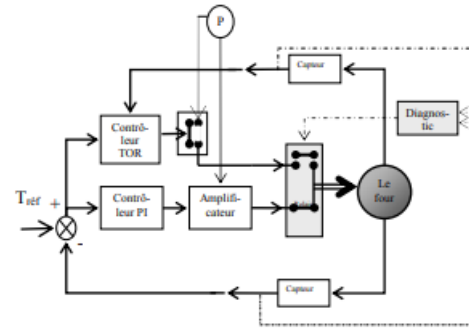 P
Capteur
Contrô-
leur
TOR
Diagnos-
tic
Le
four
Tréf +
Contrô-
leur PI
Amplifi-
cateur
-
Capteur